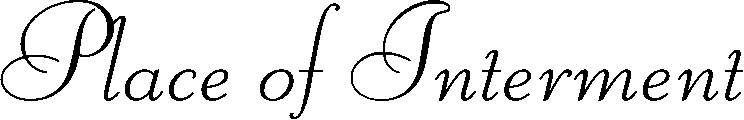 Place of Interment